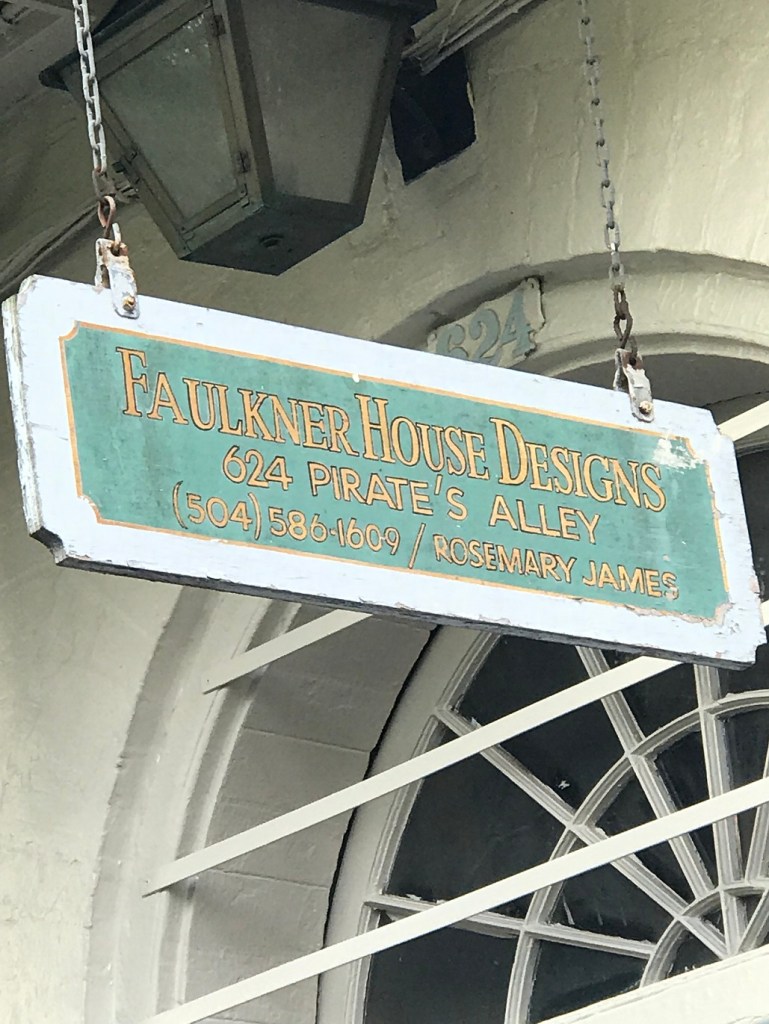 624
FAULKNER HOUSE DESIGNS
624 PIRATE'S ALLEY
(504) 586-1609 / ROSEMARY JAMES